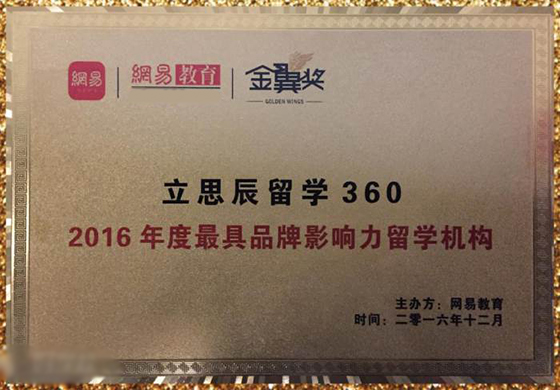 網易 | 網易教育 | 金翼奖
GOLDEN WINGS
立思辰留学360
2016年度最具品牌影响力留学机构
主办方：网易教育
时间：二零一六年十二月